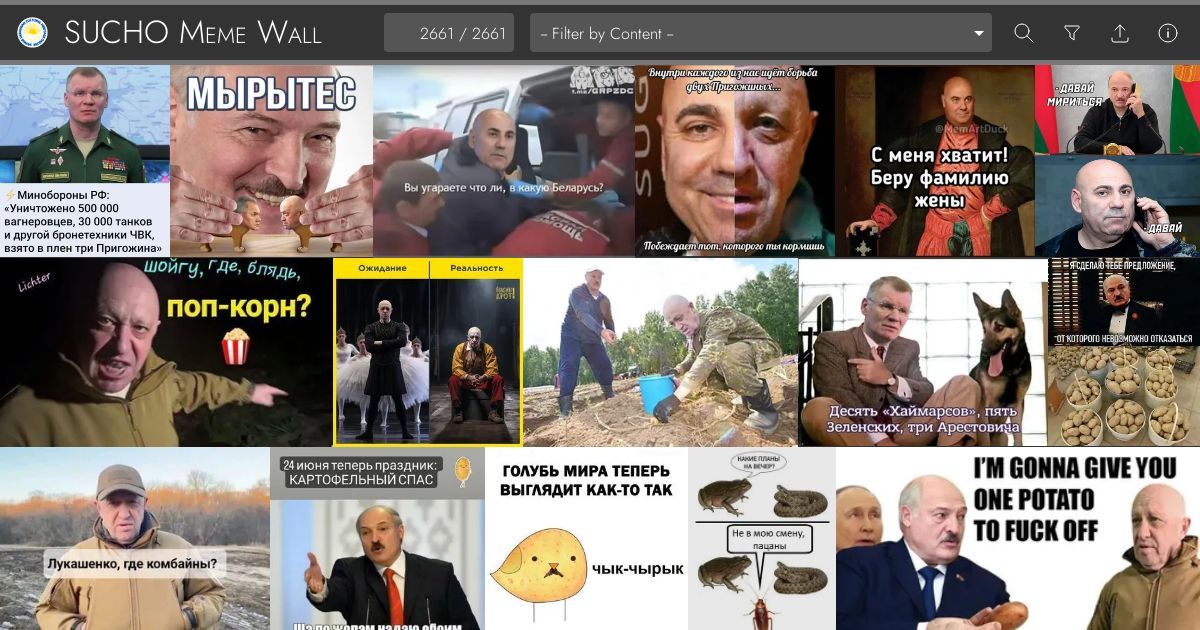 SUCHO Meme Wall
2661 / 2661
– Filter by Content –
⚡Минобороны РФ:
«Уничтожено 500 000
вагнеровцев, 30 000 танков
и другой бронетехники ЧВК,
взято в плен три Пригожина»
МЫРЫТЕС
t.me/GRPZDC
Вы угараете что ли, в какую Беларусь?
ПОМОЩЬ
Внутри каждого из нас идёт борьба
двух Пригожиных...
Побеждает тот, которого ты кормишь
@MemArtDuck
С меня хватит!
Беру фамилию
жены
- ДАВАЙ
МИРИТЬСЯ
- ДАВАЙ
Lichter
шойгу, где, блядь,
поп-корн?
Ожидание
Реальность
Десять «Хаймарсов», пять
Зеленских, три Арестовича
Я СДЕЛАЮ ТЕБЕ ПРЕДЛОЖЕНИЕ,
ОТ КОТОРОГО НЕВОЗМОЖНО ОТКАЗАТЬСЯ
Лукашенко, где комбайны?
24 июня теперь праздник:
КАРТОФЕЛЬНЫЙ СПАС
Ща по жопам надаю обоим
ГОЛУБЬ МИРА ТЕПЕРЬ
ВЫГЛЯДИТ КАК-ТО ТАК
чык-чырык
КАКИЕ ПЛАНЫ
НА ВЕЧЕР?
Не в мою смену,
пацаны
I'M GONNA GIVE YOU
ONE POTATO
TO FUCK OFF